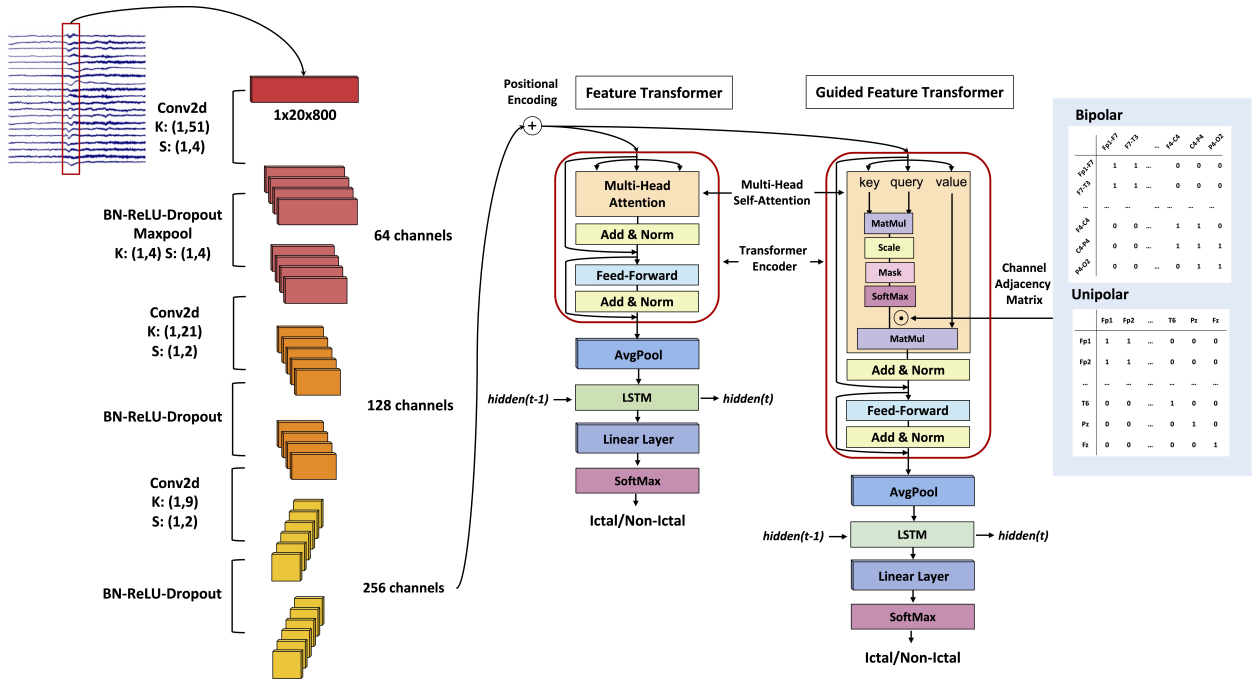 Conv2d
K: (1,51)
S: (1,4)
1x20x800
BN-ReLU-Dropout
Maxpool
K: (1,4) S: (1,4)
64 channels
Conv2d
K: (1,21)
S: (1,2)
BN-ReLU-Dropout
128 channels
Conv2d
K: (1,9)
S: (1,2)
BN-ReLU-Dropout
256 channels
Positional
Encoding
+
Feature Transformer
Multi-Head
Attention
Add & Norm
Feed-Forward
Add & Norm
AvgPool
hidden(t-1)
LSTM
hidden(t)
Linear Layer
SoftMax
Ictal/Non-Ictal
Multi-Head
Self-Attention
Transformer
Encoder
Guided Feature Transformer
key query value
MatMul
Scale
Mask
SoftMax
MatMul
Add & Norm
Feed-Forward
Add & Norm
AvgPool
hidden(t-1)
LSTM
hidden(t)
Linear Layer
SoftMax
Ictal/Non-Ictal
Channel
Adjacency
Matrix
Bipolar
Fp1-F7 F7-T3 ... F4-C4 C4-P4 P4-O2
Fp1-F7 1 1 ... 0 0 0
F7-T3 1 1 ... 0 0 0
... ... ... ... ... ...
F4-C4 0 0 ... 1 1 0
C4-P4 0 0 ... 1 1 1
P4-O2 0 0 ... 0 1 1
Unipolar
Fp1 Fp2 ... T6 Pz Fz
Fp1 1 1 ... 0 0 0
Fp2 1 1 ... 0 0 0
... ... ... ... ... ... ...
T6 0 0 ... 1 0 0
Pz 0 0 ... 0 1 0
Fz 0 0 ... 0 0 1